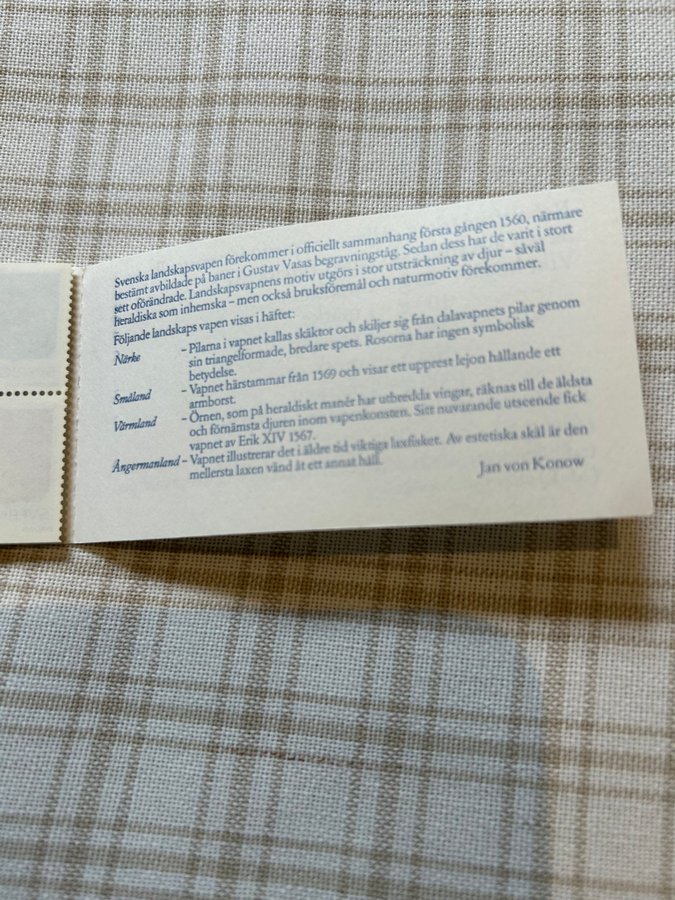 Svenska landskapsvapen förekommer i officiellt sammanhang första gången 1560, närmare
bestämt avbildade på baner i Gustav Vasas begravningståg. Sedan dess har de varit i stort
sett oförändrade. Landskapsvapnens motiv utgörs i stor utsträckning av djur – såväl
heraldiska som inhemska – men också bruksföremål och naturmotiv förekommer.
Följande landskaps vapen visas i häftet:
Närke – Pilarna i vapnet kallas skäktor och skiljer sig från dalavapnets pilar genom
sin triangelformade, bredare spets. Rosorna har ingen symbolisk
betydelse.
Småland – Vapnet härstammar från 1569 och visar ett upprest lejon hållande ett
armborst.
Värmland – Örnen, som på heraldiskt manér har utbredda vingar, räknas till de äldsta
och förnämsta djuren inom vapenkonsten. Sitt nuvarande utseende fick
vapnet av Erik XIV 1567.
Ångermanland – Vapnet illustrerar det i äldre tid viktiga laxfisket. Av estetiska skäl är den
mellersta laxen vänd åt ett annat håll.
Jan von Konow